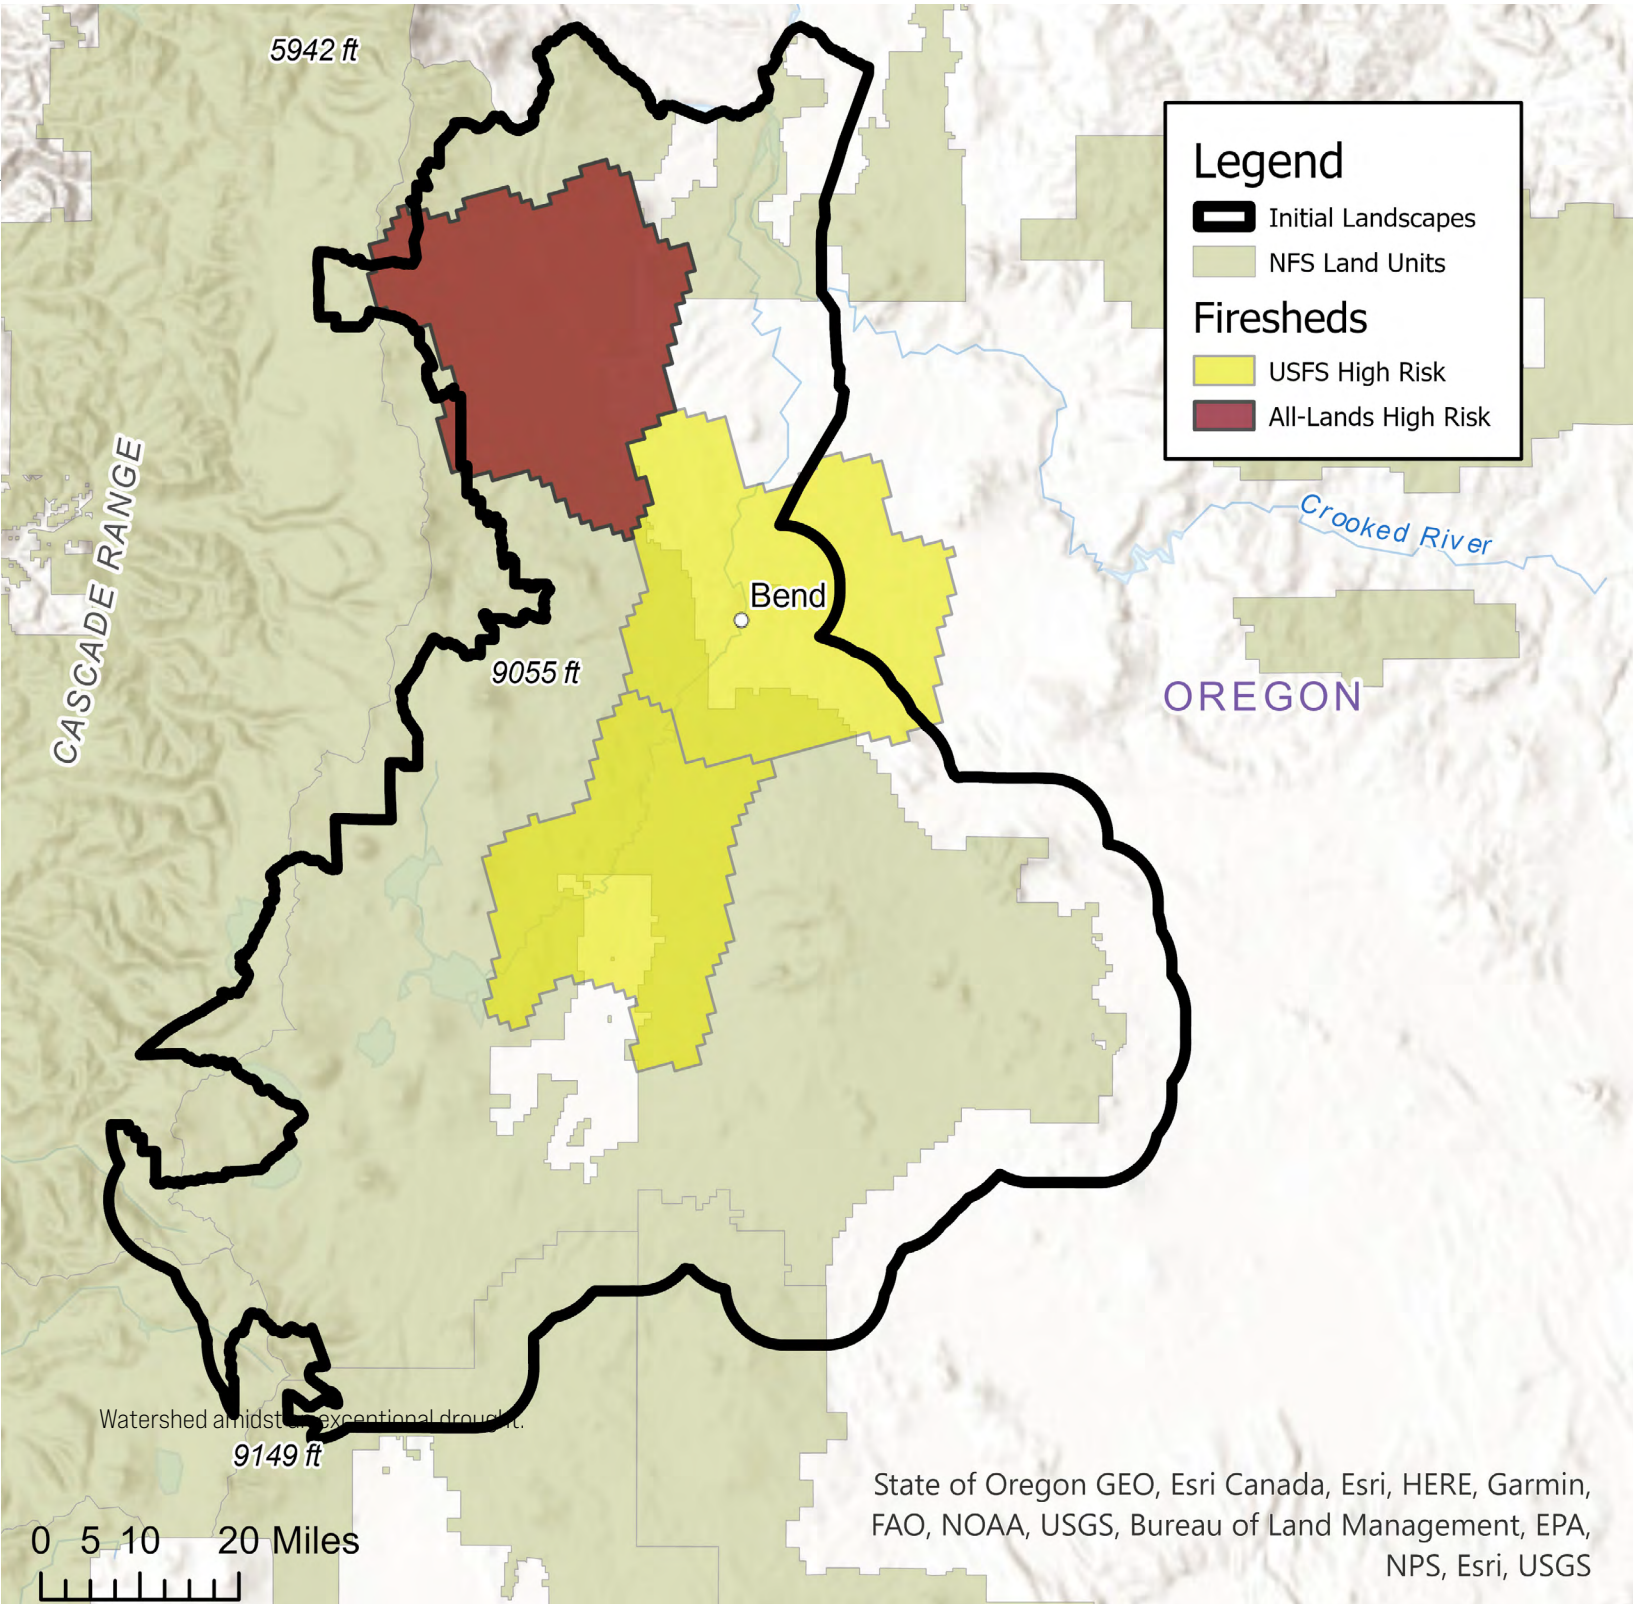 5942 ft
Legend
Initial Landscapes
NFS Land Units
Firesheds
USFS High Risk
All-Lands High Risk
CASCADE RANGE
Crooked River
Bend
9055 ft
OREGON
Watershed amidst an exceptional drought.
9149 ft
State of Oregon GEO, Esri Canada, Esri, HERE, Garmin,
FAO, NOAA, USGS, Bureau of Land Management, EPA,
NPS, Esri, USGS
0 5 10 20 Miles